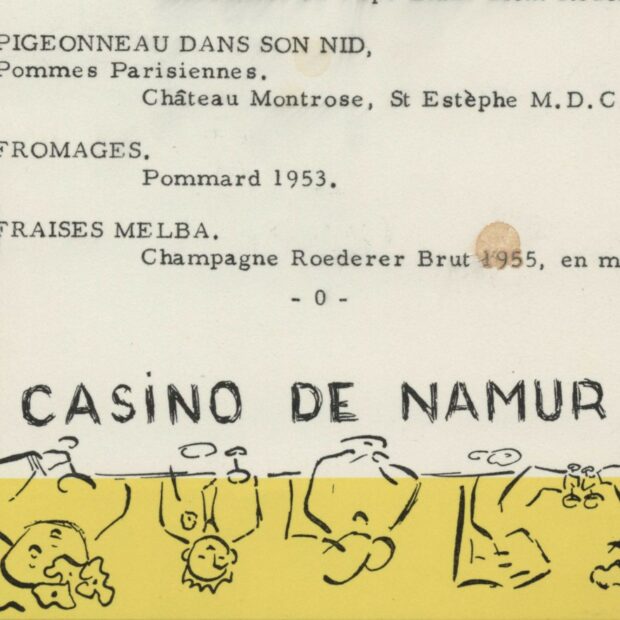 PIGEONNEAU DANS SON NID,
Pommes Parisiennes.
Château Montrose, St Estèphe M.D.C
FROMAGES.
Pommard 1953.
FRAISES MELBA.
Champagne Roederer Brut 1955, en m
- 0 -
CASiNO DE NAMUR